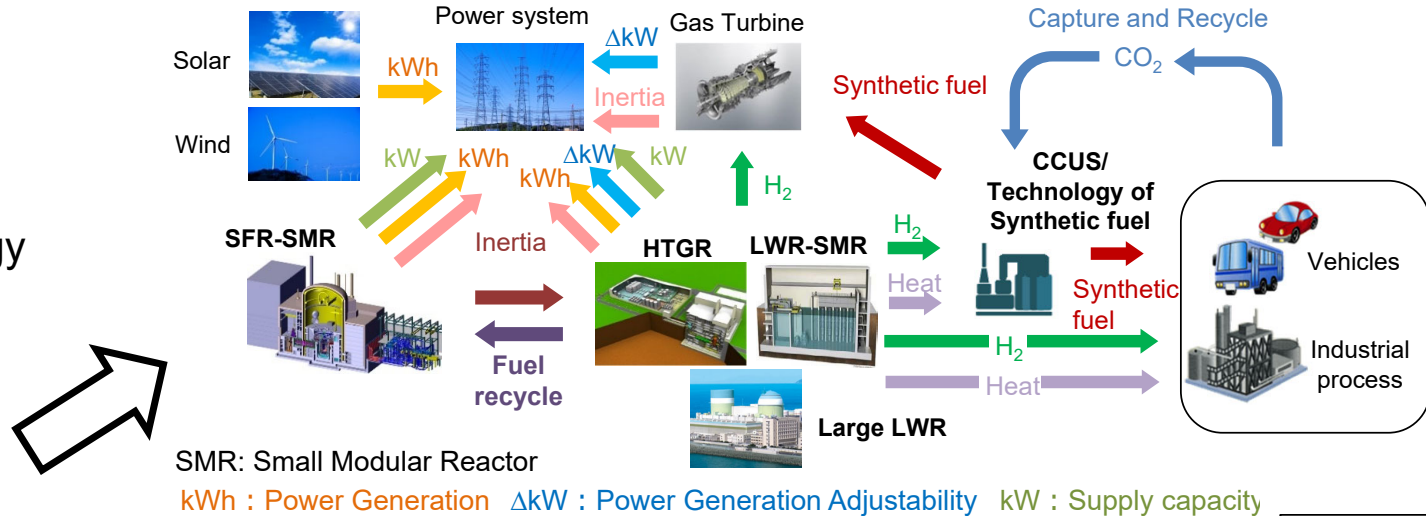 Power system
Gas Turbine
Capture and Recycle
CO₂
Solar
kWh
ΔkW
Inertia
Synthetic fuel
Wind
kW
kWh
kWh
ΔkW
kW
H₂
CCUS/
Technology of
Synthetic fuel
gy
SFR-SMR
Inertia
HTGR
LWR-SMR
H₂
Heat
Synthetic
fuel
Vehicles
Fuel
recycle
H₂
Heat
Industrial
process
Large LWR
SMR: Small Modular Reactor
kWh : Power Generation ΔkW : Power Generation Adjustability kW : Supply capacity